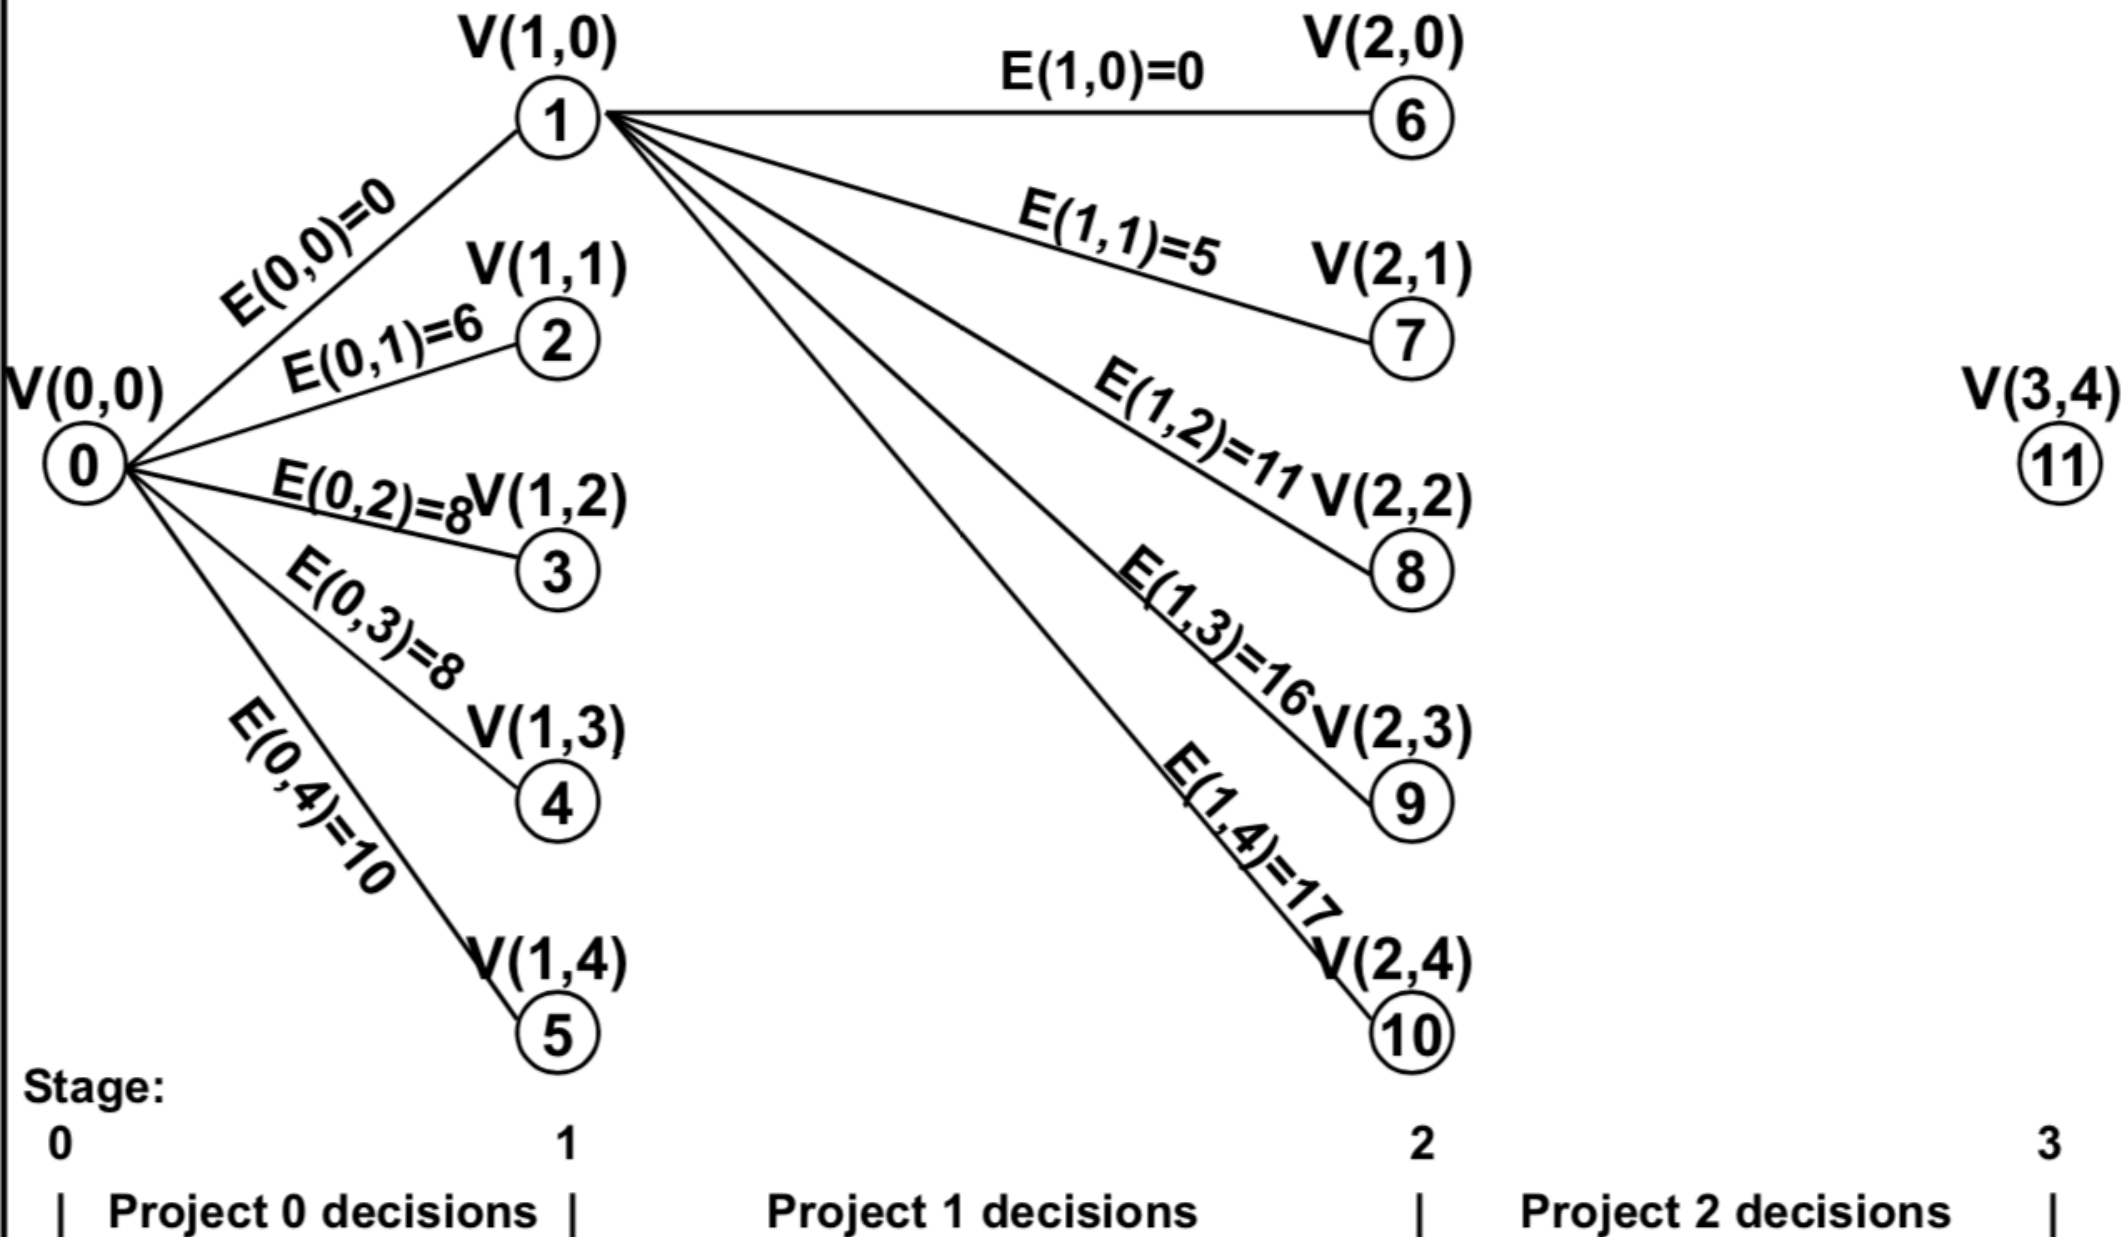 V(1,0)
V(2,0)
E(1,0)=0
1
6
E(0,0)=0
E(1,1)=5
V(1,1)
V(2,1)
E(0,1)=6
2
7
V(0,0)
E(1,2)=11
V(3,4)
0
11
E(0,2)=8
V(1,2)
V(2,2)
3
8
E(0,3)=8
E(1,3)=16
V(1,3)
V(2,3)
E(0,4)=10
4
9
E(1,4)=17
V(1,4)
V(2,4)
5
10
Stage:
0 1 2 3
| Project 0 decisions | Project 1 decisions | Project 2 decisions |